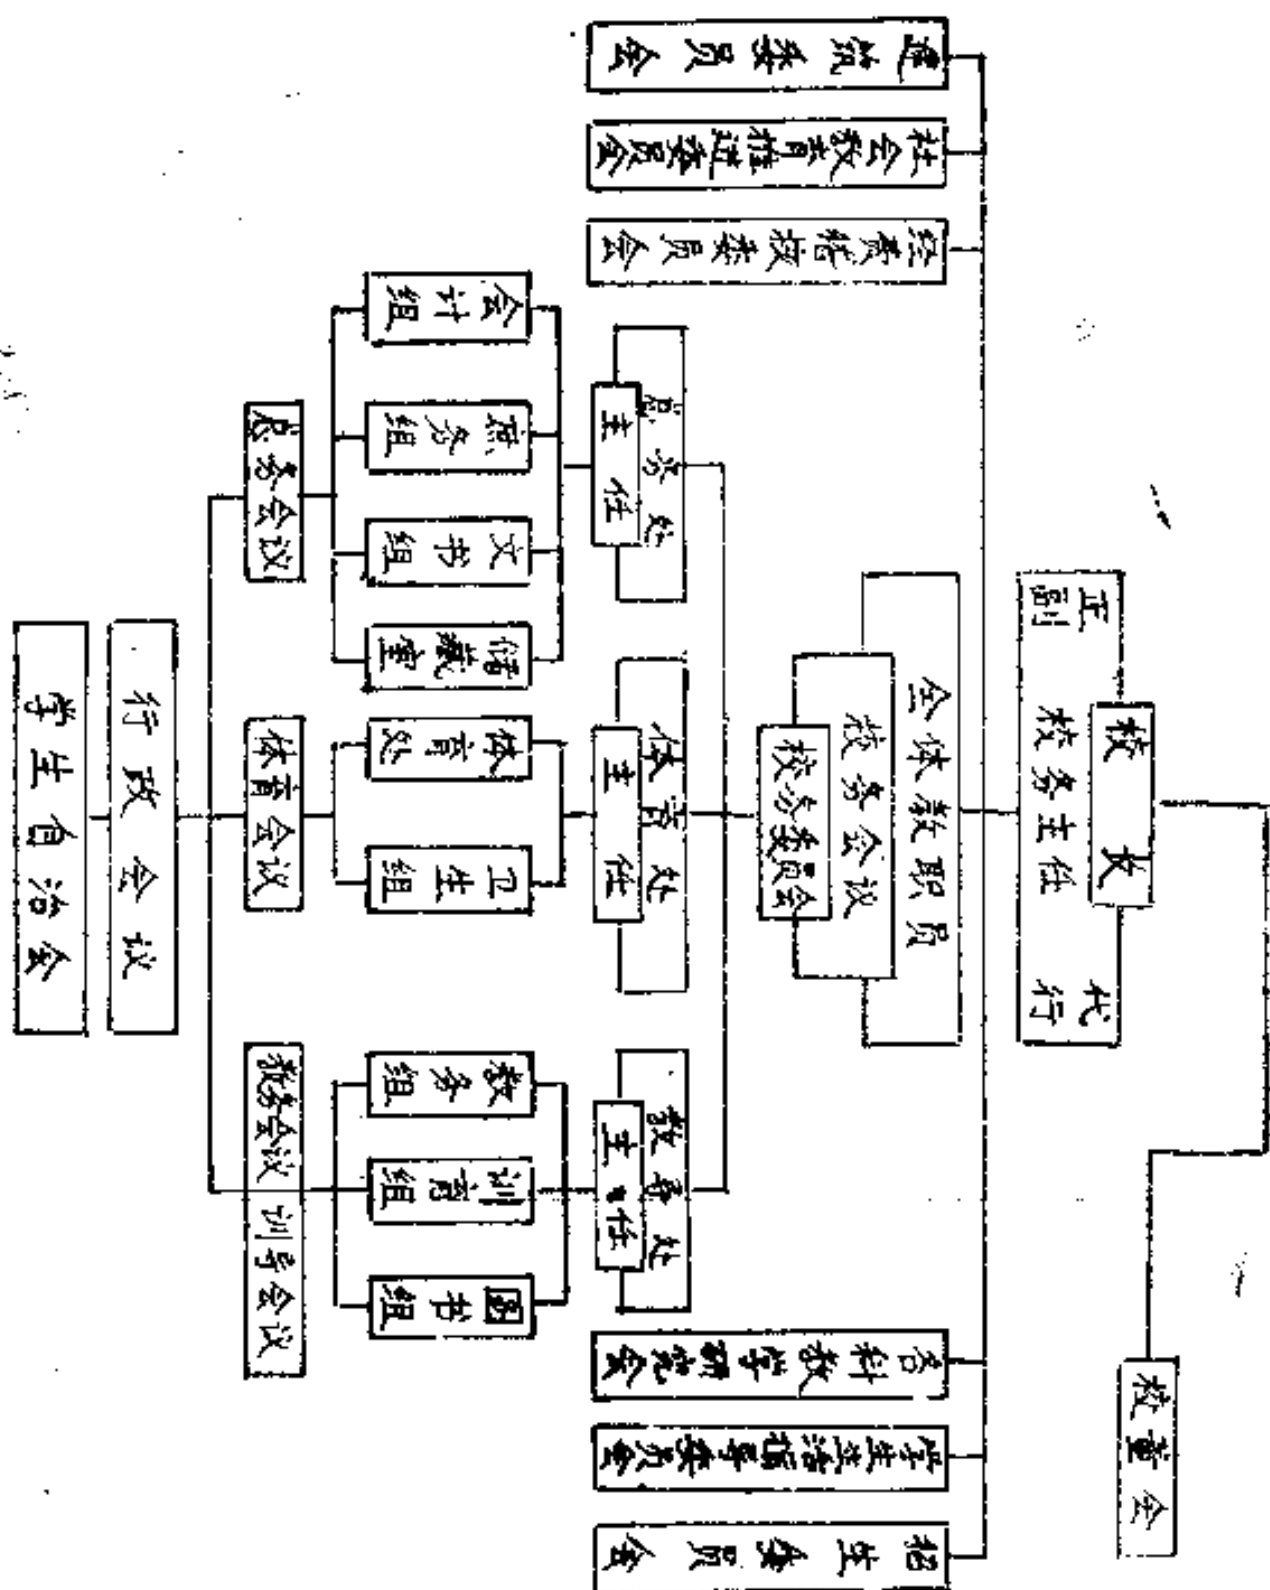 校董会
校长
正副
校务主任
代行
全体教职员
校务会议
校务委员会
建筑委员会
社会教育推进委员会
经费稽核委员会
各科教学研究会
学生生活指导委员会
招生委员会
总务处
主任
体育处
主任
教导处
主任
会计组
庶务组
文书组
储藏室
体育处
卫生组
教务组
训育组
图书组
总务会议
体育会议
教务会议 训导会议
行政会议
学生自治会